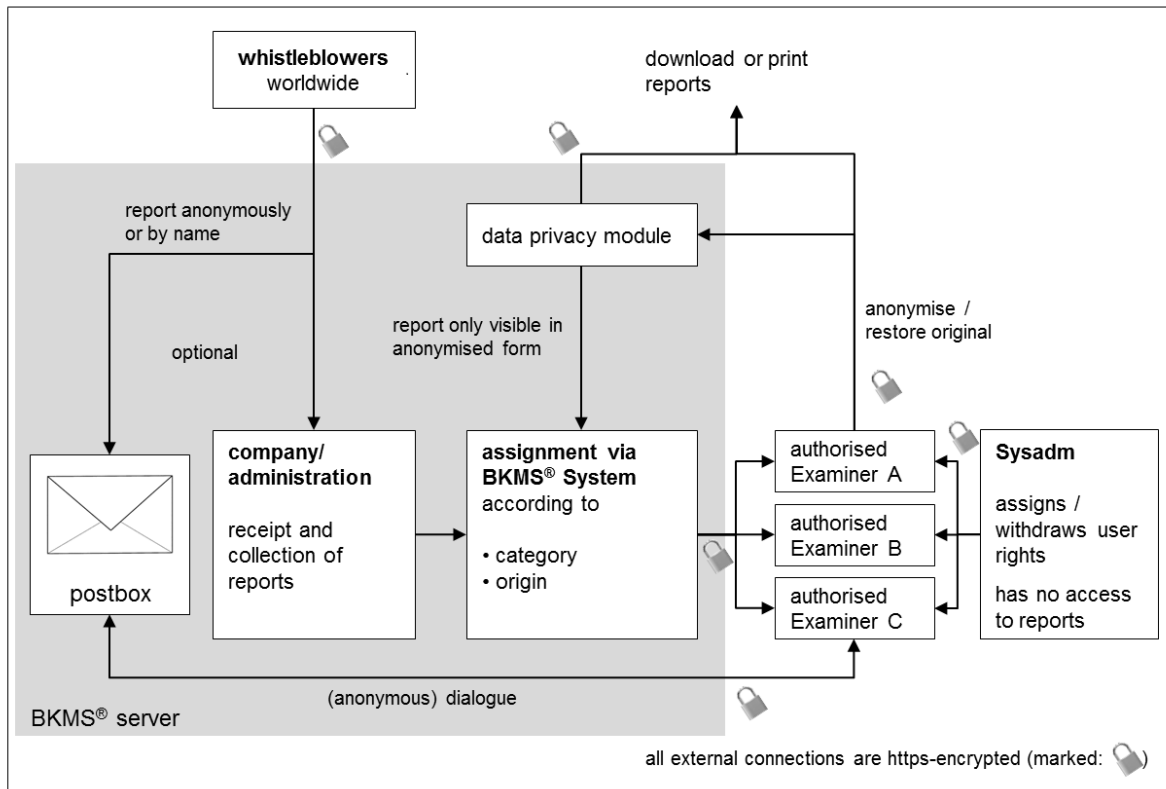 whistleblowers
worldwide
download or print
reports
report anonymously
or by name
data privacy module
optional
report only visible in
anonymised form
anonymise /
restore original
postbox
company/
administration
receipt and
collection of
reports
assignment via
BKMS® System
according to
• category
• origin
authorised
Examiner A
authorised
Examiner B
authorised
Examiner C
Sysadm
assigns /
withdraws user
rights
has no access
to reports
(anonymous) dialogue
BKMS® server
all external connections are https-encrypted (marked: )